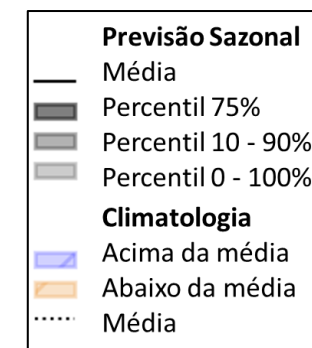 Previsão Sazonal
Média
Percentil 75%
Percentil 10 - 90%
Percentil 0 - 100%
Climatologia
Acima da média
Abaixo da média
Média